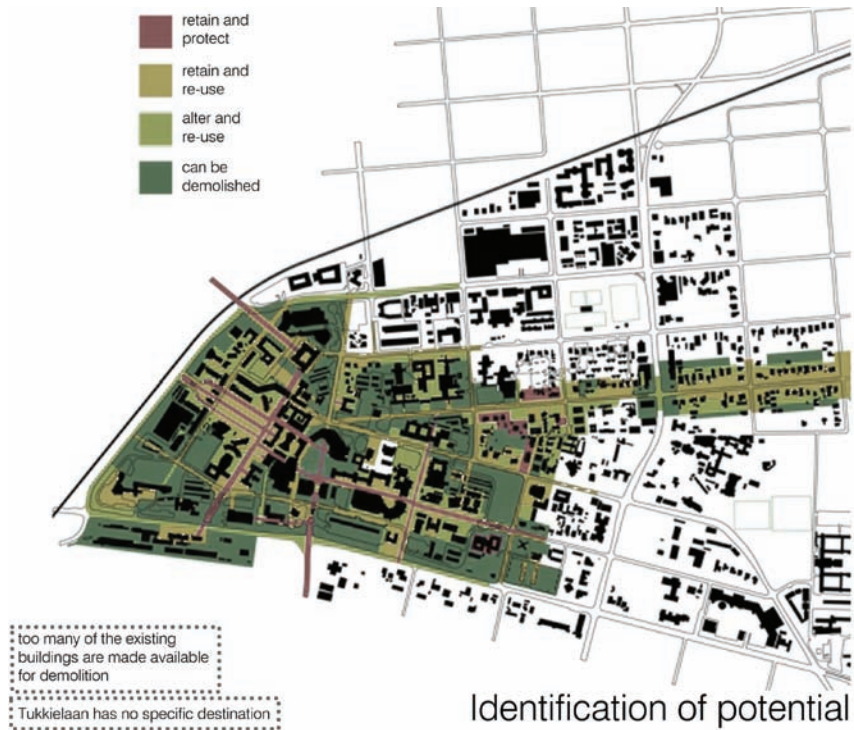 retain and
protect
retain and
re-use
alter and
re-use
can be
demolished
too many of the existing
buildings are made available
for demolition
Tukkielaan has no specific destination
Identification of potential